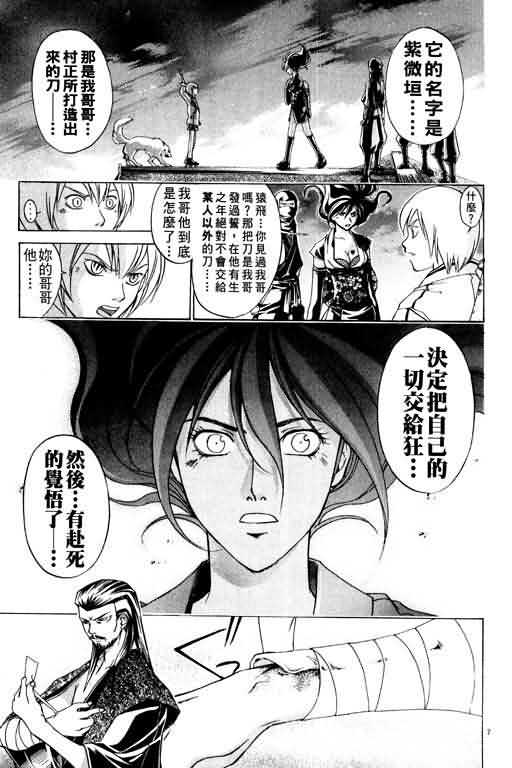 它的名字是
紫微垣……
那是我哥哥…
村正所打造出
來的刀……
什麼？
猿飛…你見過我哥
嗎？那把刀是我哥
發過誓，在他有生
之年絕對不會交給
某人以外的刀……
我哥他到底
是怎麼了？
…
妳的哥哥
他…
決定把自己的
一切交給狂…
然後…有赴死
的覺悟了……
7